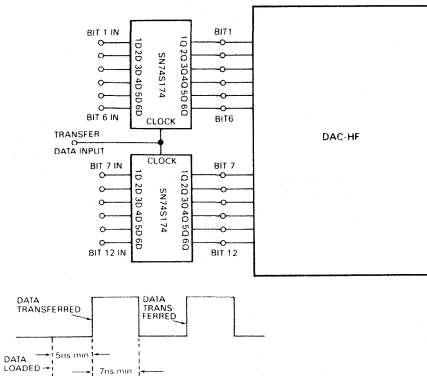 BIT 1 IN
1D
2D
3D
4D
5D
6D
SN74S174
1Q
2Q
3Q
4Q
5Q
6Q
BIT1
BIT 6 IN
BIT6
CLOCK
TRANSFER
DATA INPUT
DAC-HF
CLOCK
BIT 7 IN
1D
2D
3D
4D
5D
6D
SN74S174
1Q
2Q
3Q
4Q
5Q
6Q
BIT 7
BIT 12 IN
BIT 12
DATA
TRANSFERRED
DATA
TRANS-
FERRED
DATA
LOADED
5ns min
7ns min